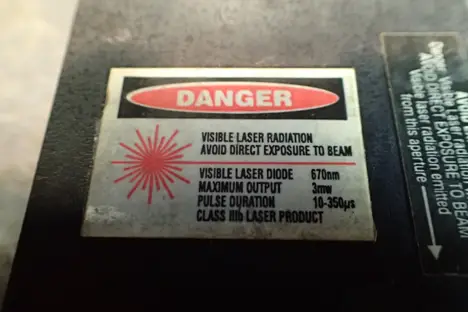 DANGER
VISIBLE LASER RADIATION
AVOID DIRECT EXPOSURE TO BEAM
VISIBLE LASER DIODE 670nm
MAXIMUM OUTPUT 3mw
PULSE DURATION 10-350µs
CLASS IIIb LASER PRODUCT
AVOID DIRECT EXPOSURE TO BEAM
Visible laser radiation emitted
from this aperture